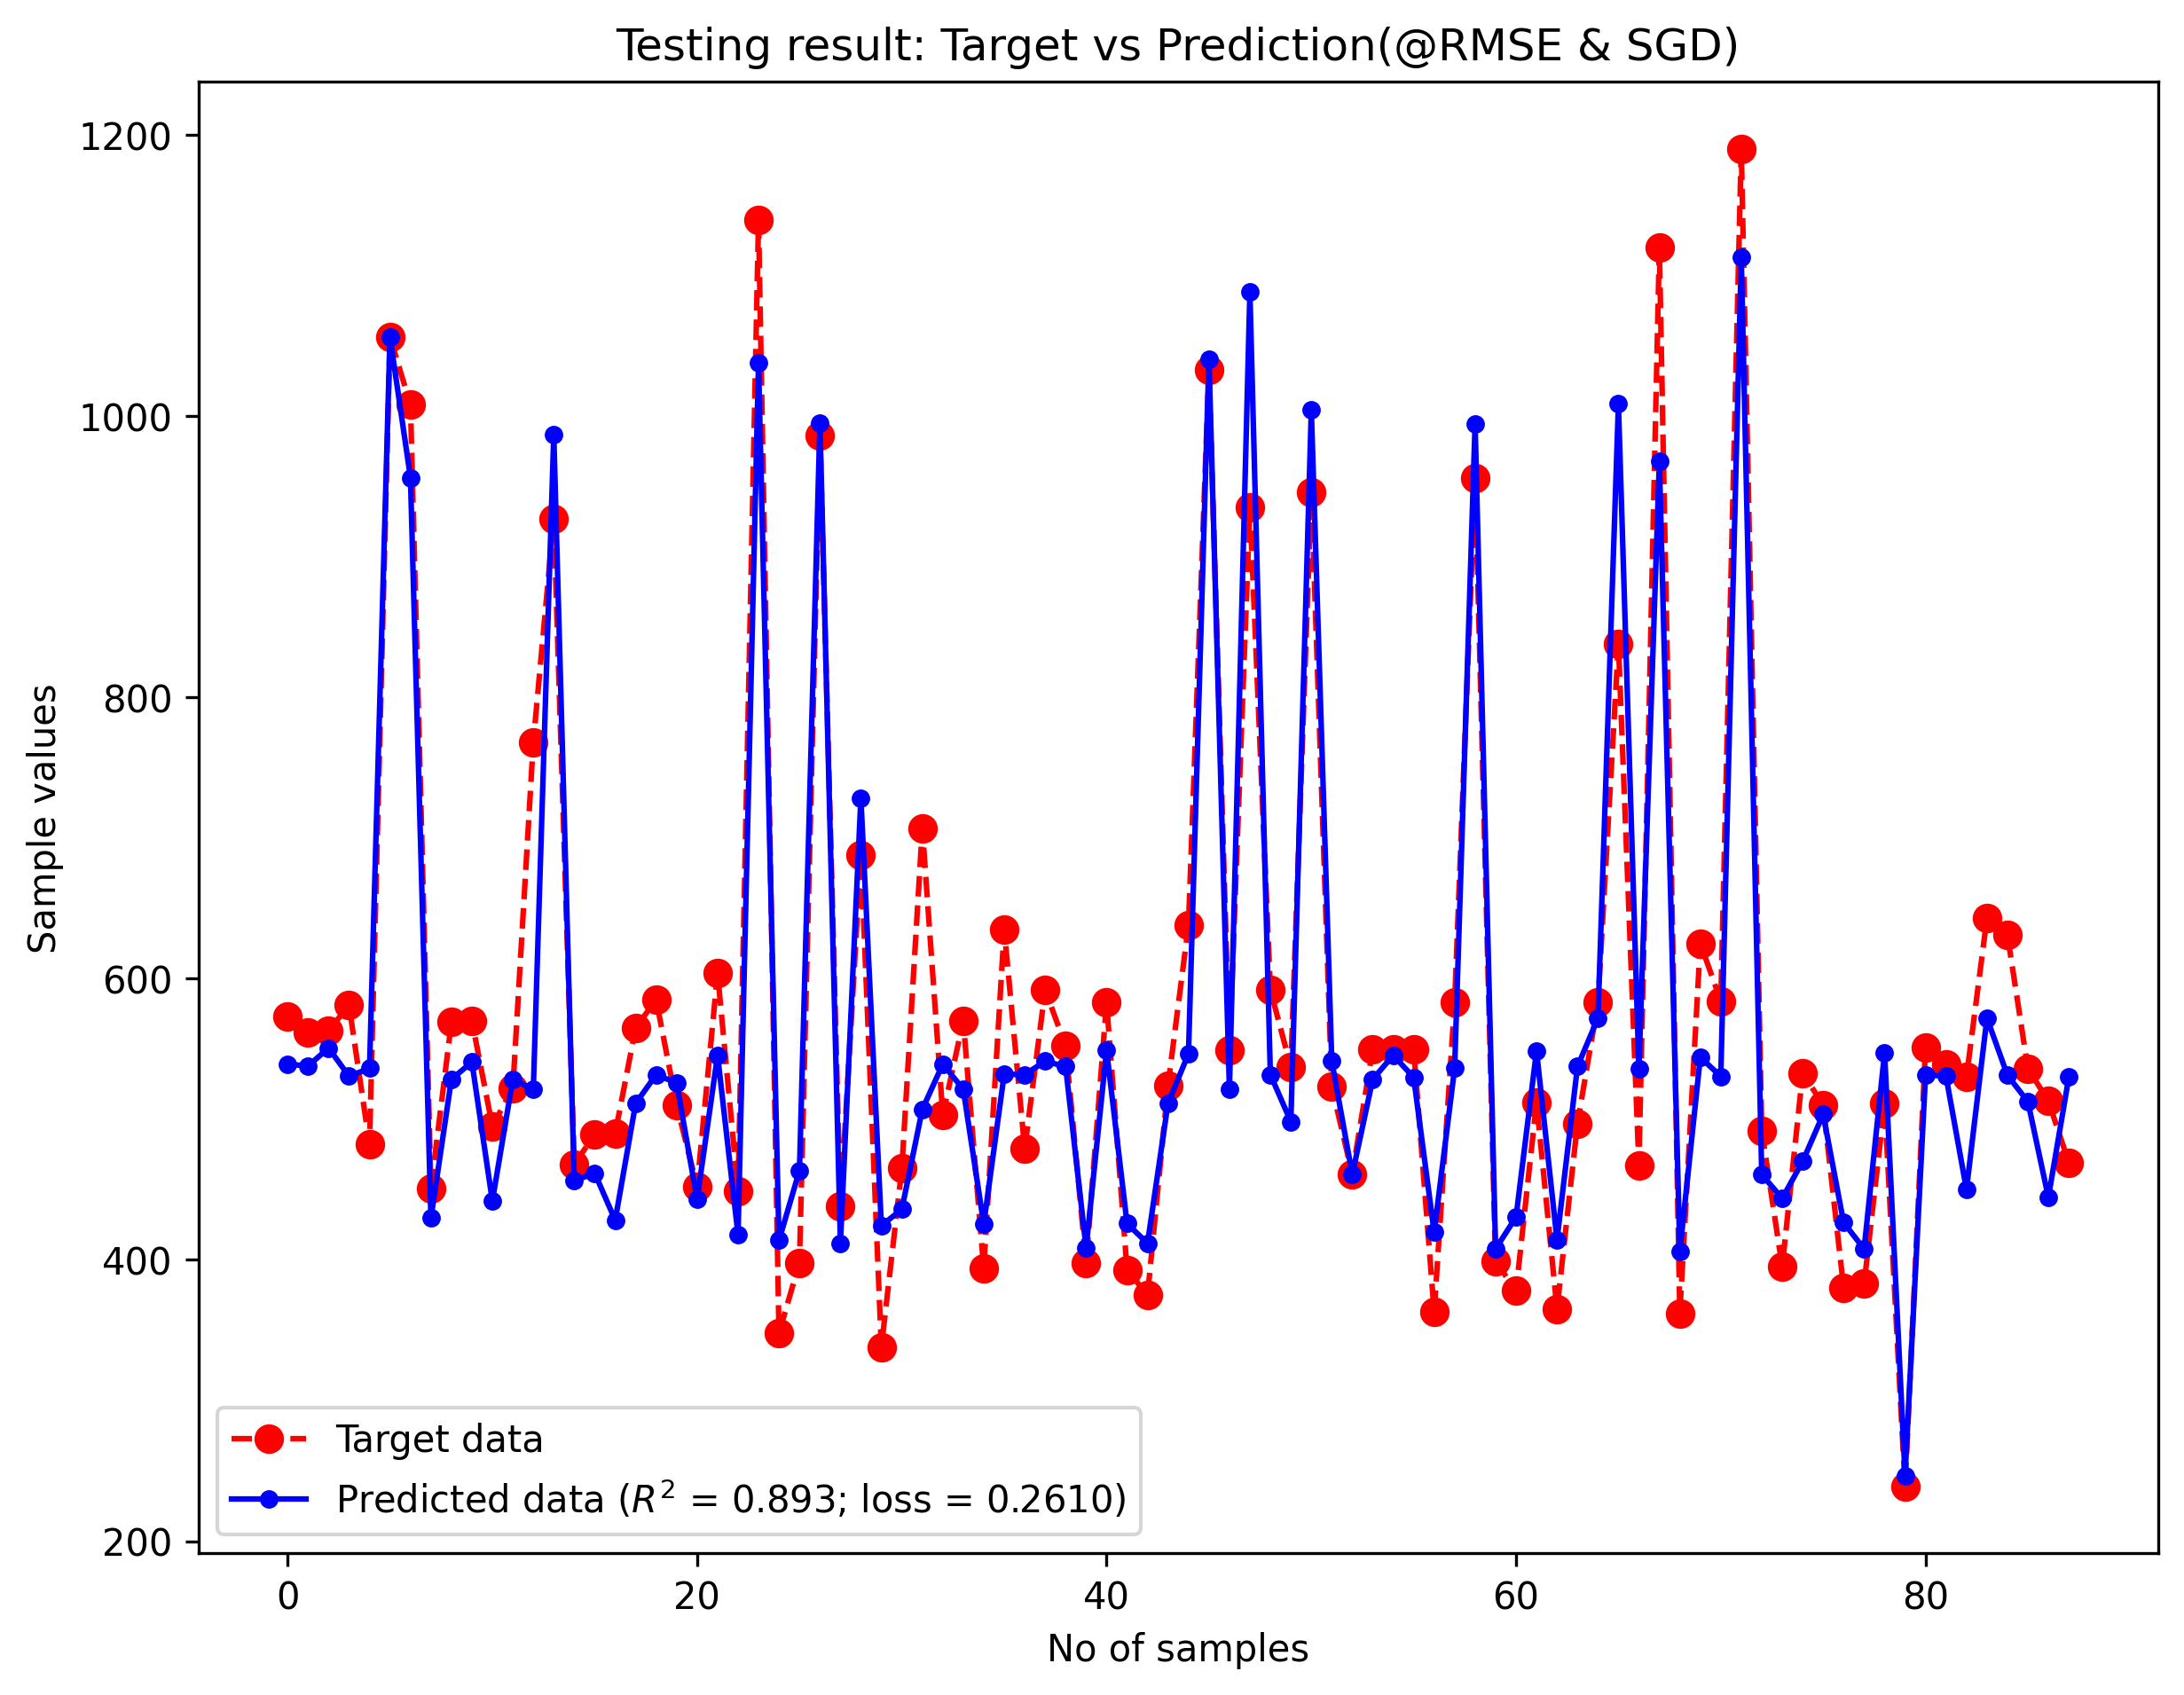 Testing result: Target vs Prediction(@RMSE & SGD)
1200
1000
800
600
400
200
Sample values
Target data
Predicted data (R² = 0.893; loss = 0.2610)
0 20 40 60 80
No of samples